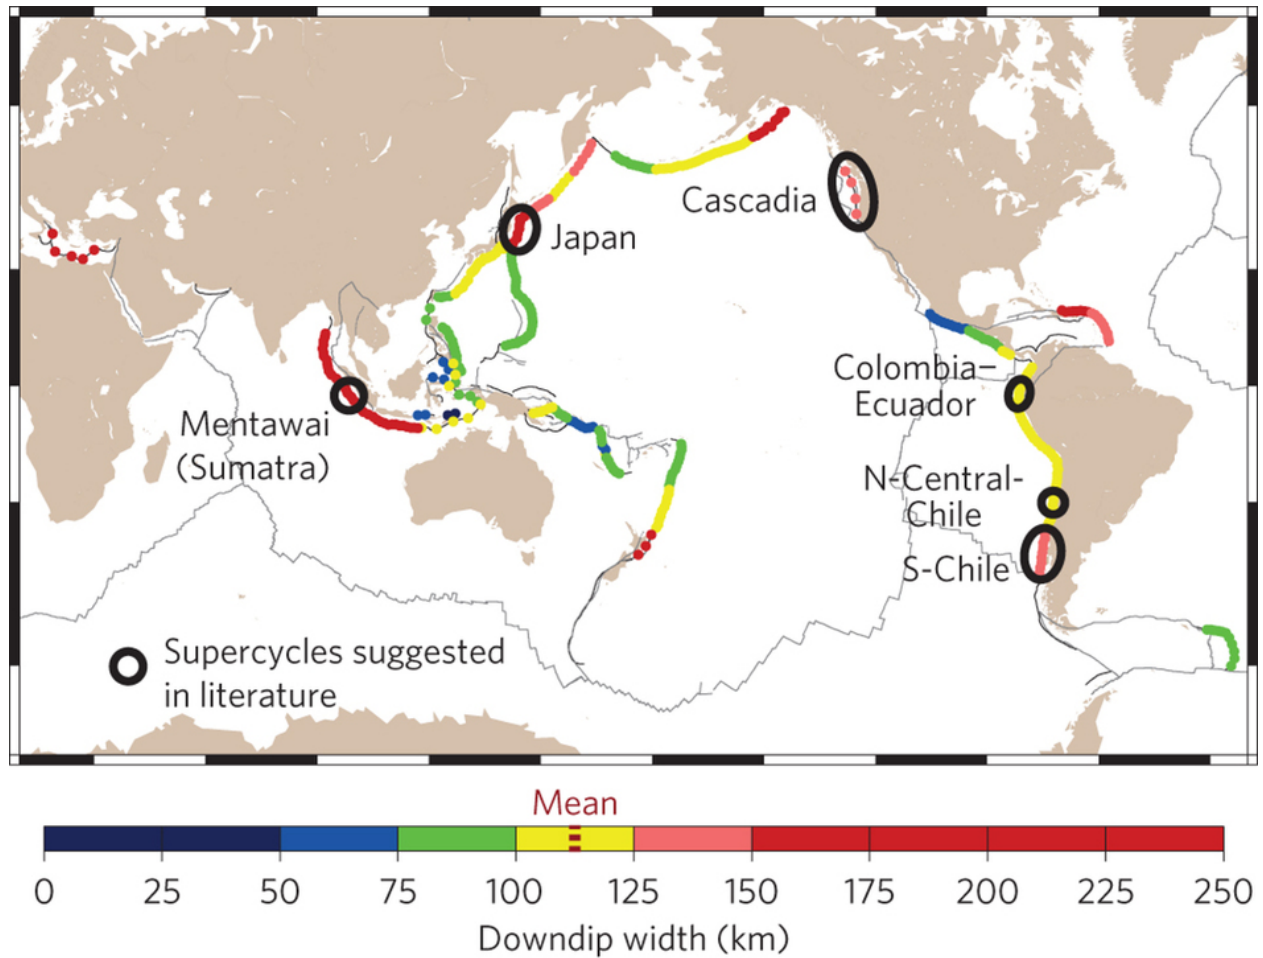 Cascadia
Japan
Colombia–
Ecuador
Mentawai
(Sumatra)
N-Central-
Chile
S-Chile
Supercycles suggested
in literature
Mean
0 25 50 75 100 125 150 175 200 225 250
Downdip width (km)